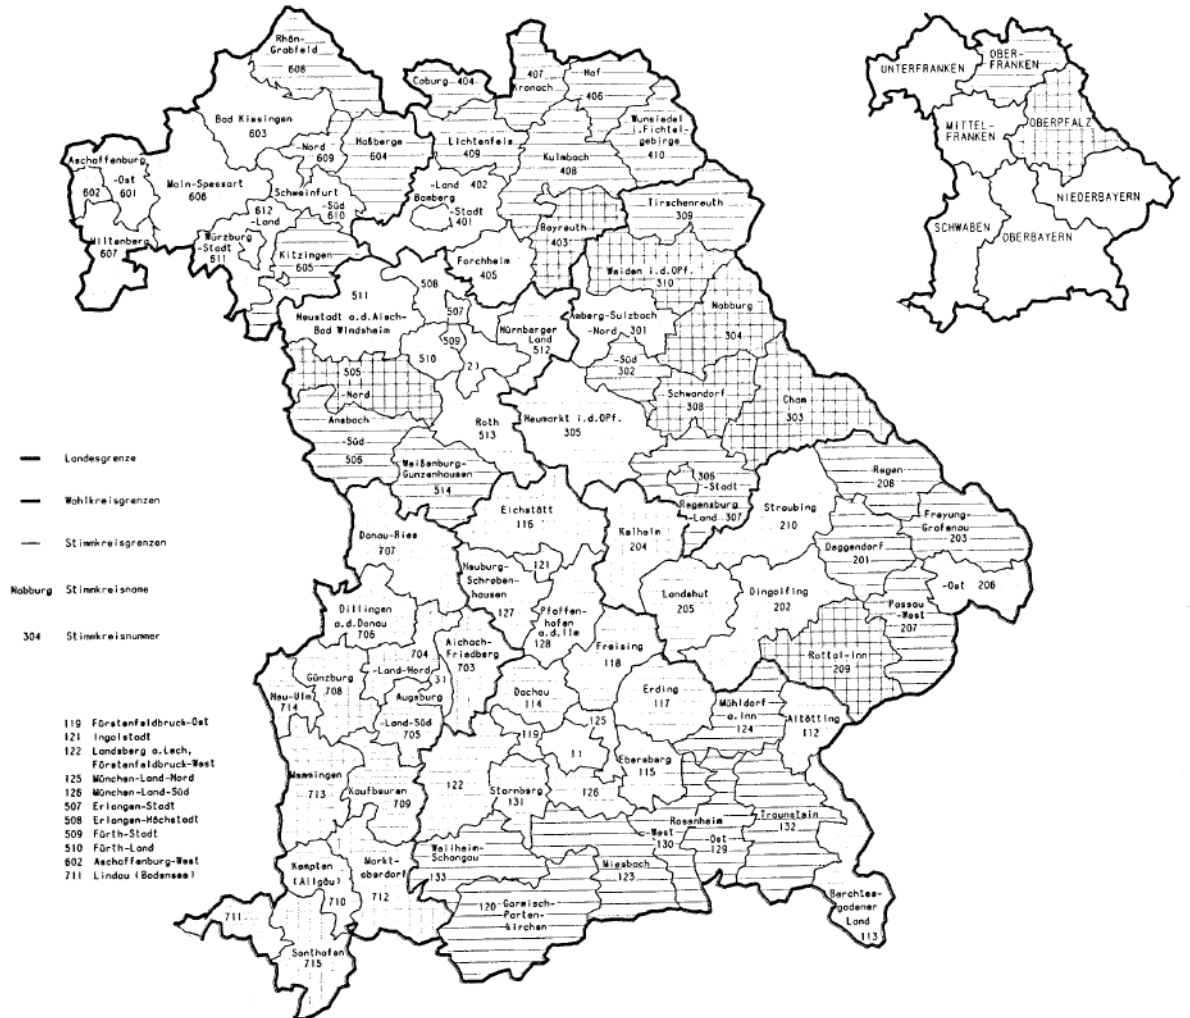 Rhön-
Grabfeld
608
Coburg 404
407
Kronach
Hof
406
Bad Kissingen
603
-Nord
609
Haßberge
604
Lichtenfels
409
Kulmbach
408
Wunsiedel
i.Fichtel-
gebirge
410
Aschaffenburg
602
-Ost
601
Main-Spessart
606
Schweinfurt
-Süd
610
-Land 402
Bamberg
-Stadt
401
Tirschenreuth
309
Miltenberg
607
612
-Land
Würzburg
-Stadt
611
Kitzingen
605
Bayreuth
403
Forchheim
405
Weiden i.d.OPf.
310
511
Neustadt a.d.Aisch-
Bad Windsheim
508
507
509
510
21
Nürnberger
Land
512
Amberg-Sulzbach
-Nord 301
Nabburg
304
-Süd
302
505
-Nord
Ansbach
-Süd
506
Roth
513
Neumarkt i.d.OPf.
305
Schwandorf
308
Cham
303
Weißenburg-
Gunzenhausen
514
306
-Stadt
Regensburg
-Land 307
Regen
208
Eichstätt
116
Straubing
210
Freyung-
Grafenau
203
Donau-Ries
707
Kelheim
204
Deggendorf
201
121
Neuburg-
Schroben-
hausen
127
-Ost 206
Dillingen
a.d.Donau
706
Pfaffen-
hofen
a.d.Ilm
128
Landshut
205
Dingolfing
202
Passau
-West
207
704
Aichach-
Friedberg
703
Freising
118
Rottal-Inn
209
-Land-Nord
31
Günzburg
708
Neu-Ulm
714
Augsburg
-Land-Süd
705
Dachau
114
Erding
117
Mühldorf
a.Inn
124
Altötting
112
119
125
11
Ebersberg
115
Memmingen
713
Kaufbeuren
709
122
Starnberg
131
126
Rosenheim
-West
130
-Ost
129
Traunstein
132
Weilheim-
Schongau
133
Miesbach
123
Kempten
(Allgäu)
710
Markt-
oberdorf
712
120 Garmisch-
Parten-
kirchen
Berchtes-
gadener
Land
113
711
Sonthofen
715
UNTERFRANKEN
OBER-
FRANKEN
MITTEL-
FRANKEN
OBERPFALZ
NIEDERBAYERN
SCHWABEN
OBERBAYERN
Landesgrenze
Wahlkreisgrenzen
Stimmkreisgrenzen
Nabburg Stimmkreisname
304 Stimmkreisnummer
119 Fürstenfeldbruck-Ost
121 Ingolstadt
122 Landsberg a.Lech,
Fürstenfeldbruck-West
125 München-Land-Nord
126 München-Land-Süd
507 Erlangen-Stadt
508 Erlangen-Höchstadt
509 Fürth-Stadt
510 Fürth-Land
602 Aschaffenburg-West
711 Lindau (Bodensee)